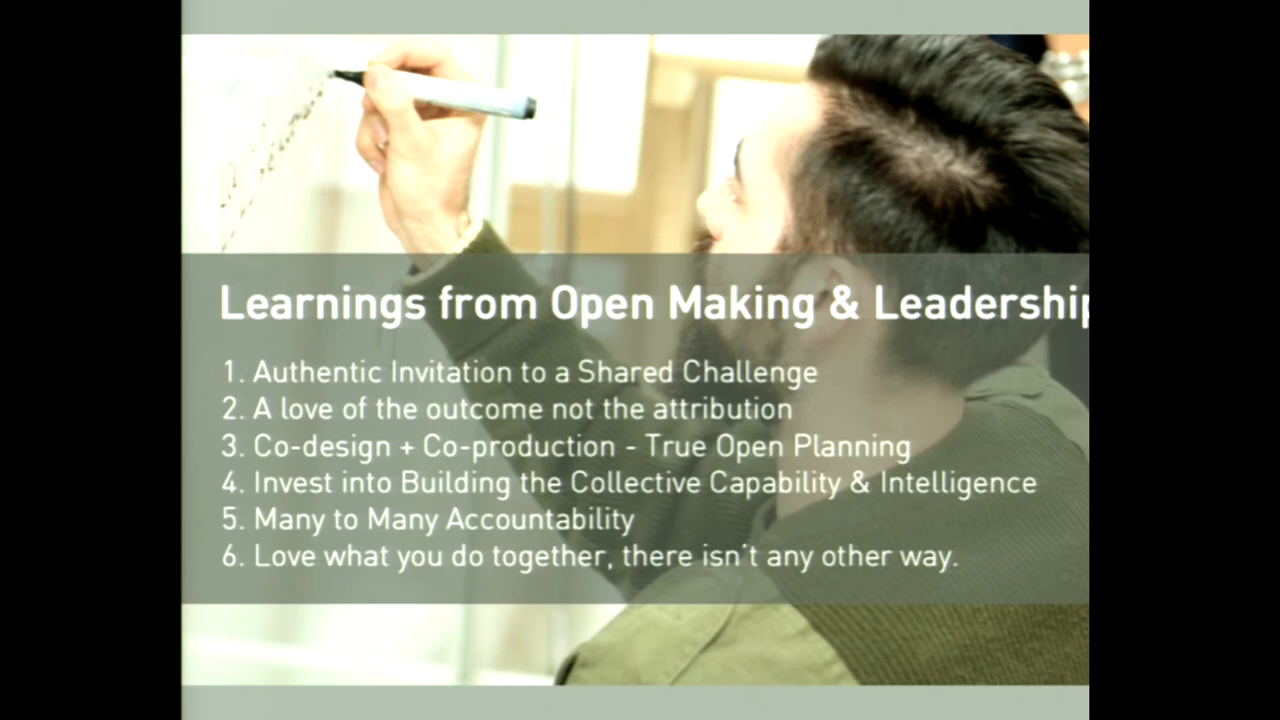 Learnings from Open Making & Leadership
1. Authentic Invitation to a Shared Challenge
2. A love of the outcome not the attribution
3. Co-design + Co-production - True Open Planning
4. Invest into Building the Collective Capability & Intelligence
5. Many to Many Accountability
6. Love what you do together, there isn't any other way.